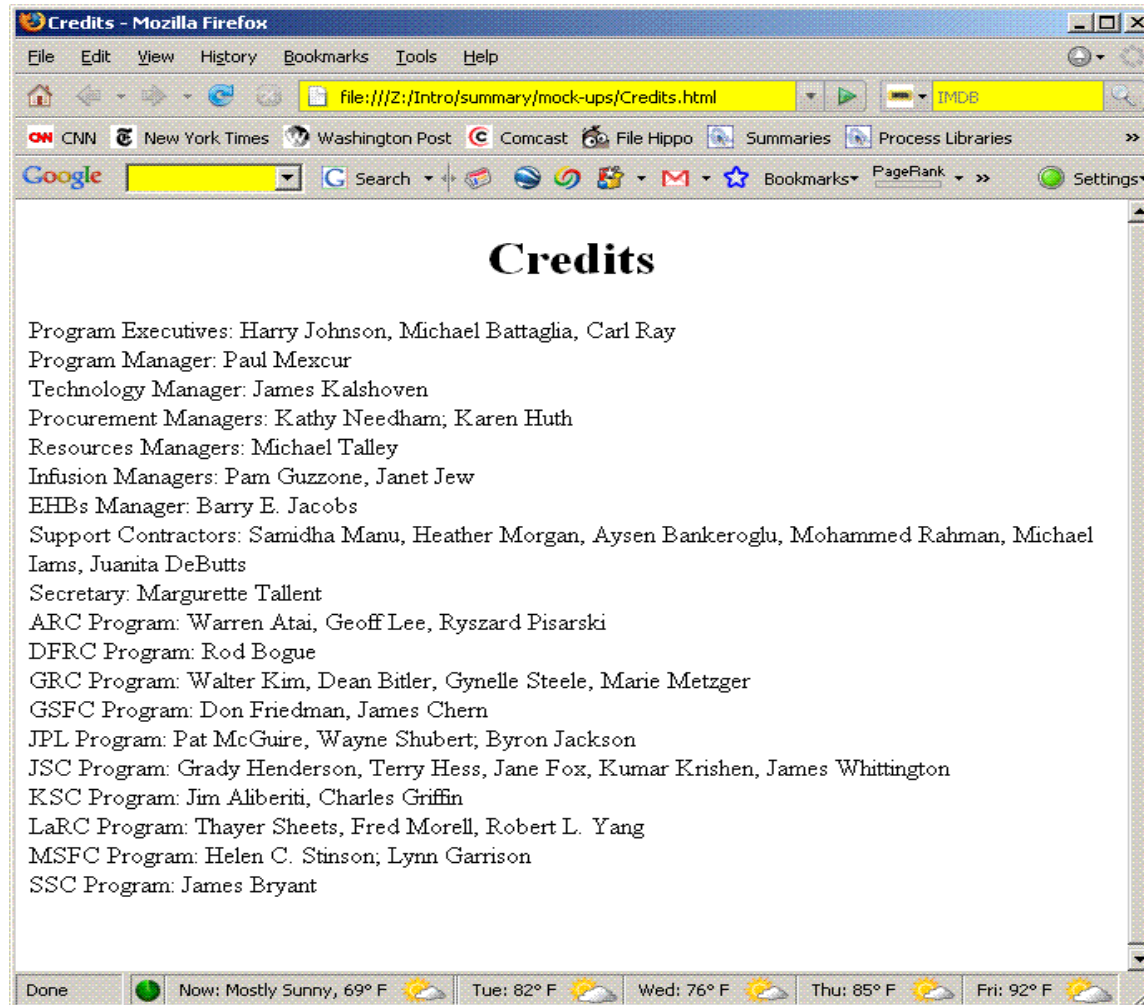 Credits - Mozilla Firefox
File Edit View History Bookmarks Tools Help
file:///Z:/Intro/summary/mock-ups/Credits.html IMDB
CNN CNN New York Times Washington Post Comcast File Hippo Summaries Process Libraries »
Google G Search PageRank Bookmarks » Settings
Credits
Program Executives: Harry Johnson, Michael Battaglia, Carl Ray
Program Manager: Paul Mexcur
Technology Manager: James Kalshoven
Procurement Managers: Kathy Needham; Karen Huth
Resources Managers: Michael Talley
Infusion Managers: Pam Guzzone, Janet Jew
EHBs Manager: Barry E. Jacobs
Support Contractors: Samidha Manu, Heather Morgan, Aysen Bankeroglu, Mohammed Rahman, Michael
Iams, Juanita DeButts
Secretary: Margurette Tallent
ARC Program: Warren Atai, Geoff Lee, Ryszard Pisarski
DFRC Program: Rod Bogue
GRC Program: Walter Kim, Dean Bitler, Gynelle Steele, Marie Metzger
GSFC Program: Don Friedman, James Chern
JPL Program: Pat McGuire, Wayne Shubert; Byron Jackson
JSC Program: Grady Henderson, Terry Hess, Jane Fox, Kumar Krishen, James Whittington
KSC Program: Jim Aliberiti, Charles Griffin
LaRC Program: Thayer Sheets, Fred Morell, Robert L. Yang
MSFC Program: Helen C. Stinson; Lynn Garrison
SSC Program: James Bryant
Done Now: Mostly Sunny, 69° F Tue: 82° F Wed: 76° F Thu: 85° F Fri: 92° F